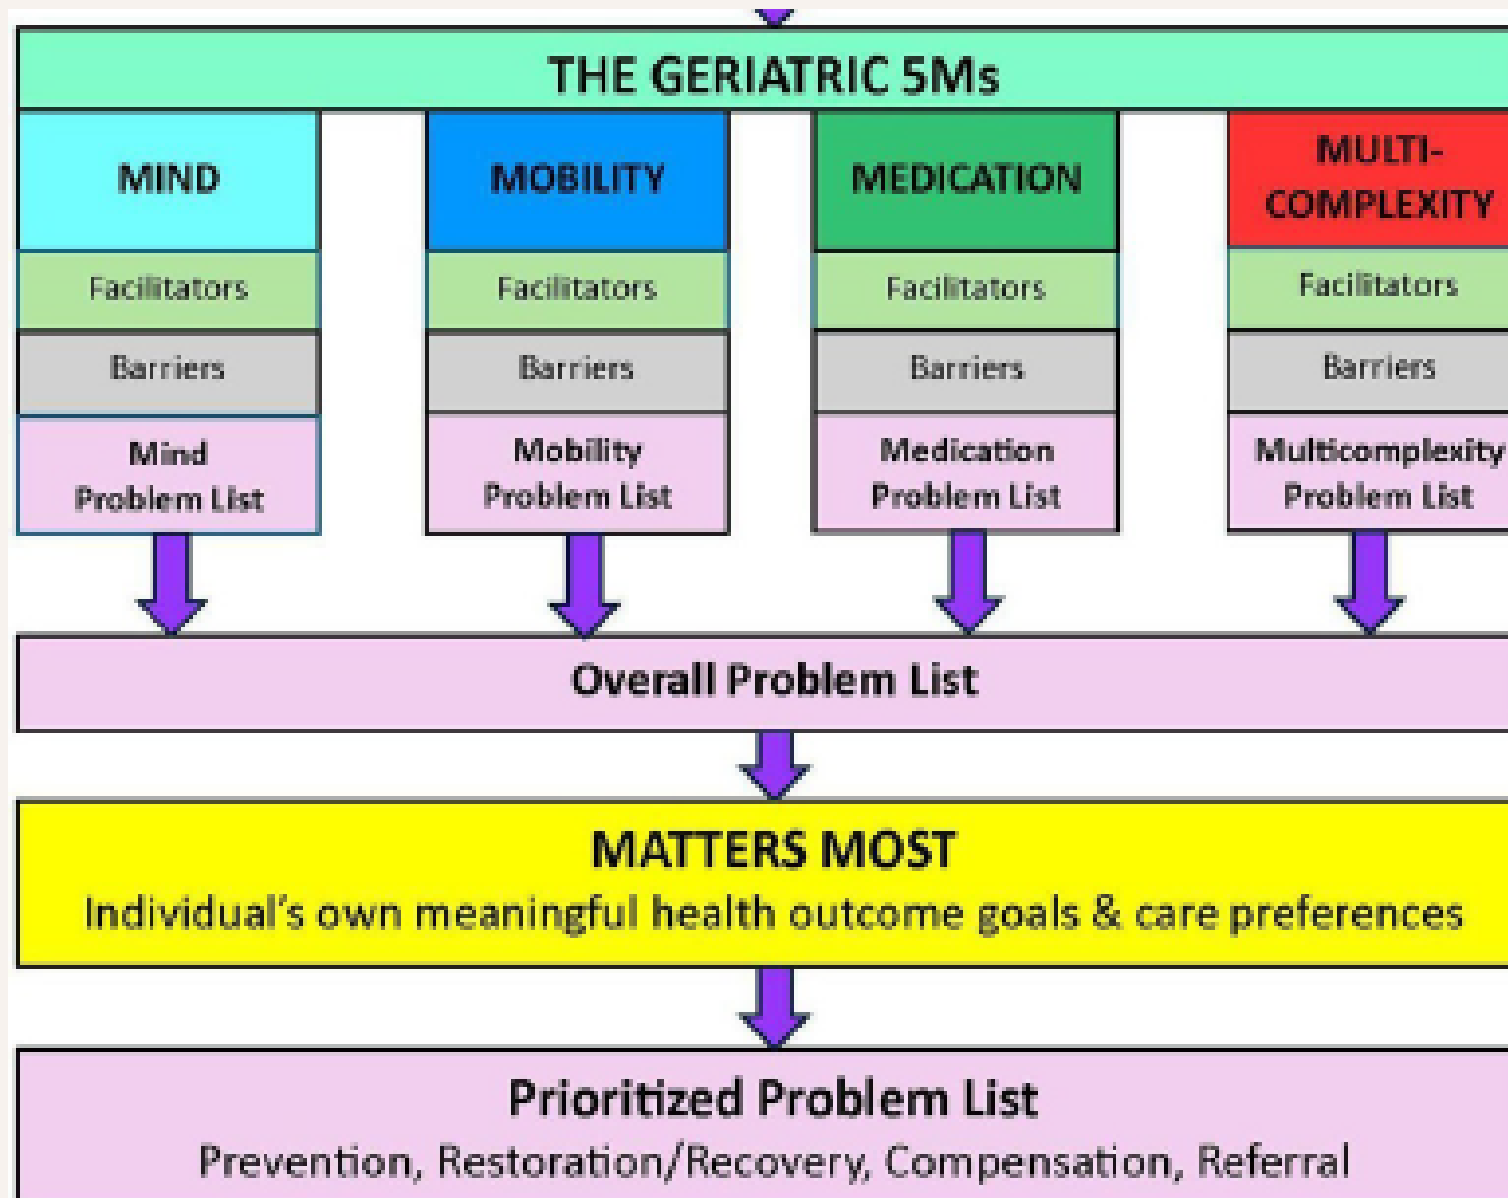 THE GERIATRIC 5Ms
MIND
Facilitators
Barriers
Mind
Problem List
MOBILITY
Facilitators
Barriers
Mobility
Problem List
MEDICATION
Facilitators
Barriers
Medication
Problem List
MULTI-
COMPLEXITY
Facilitators
Barriers
Multicomplexity
Problem List
Overall Problem List
MATTERS MOST
Individual's own meaningful health outcome goals & care preferences
Prioritized Problem List
Prevention, Restoration/Recovery, Compensation, Referral